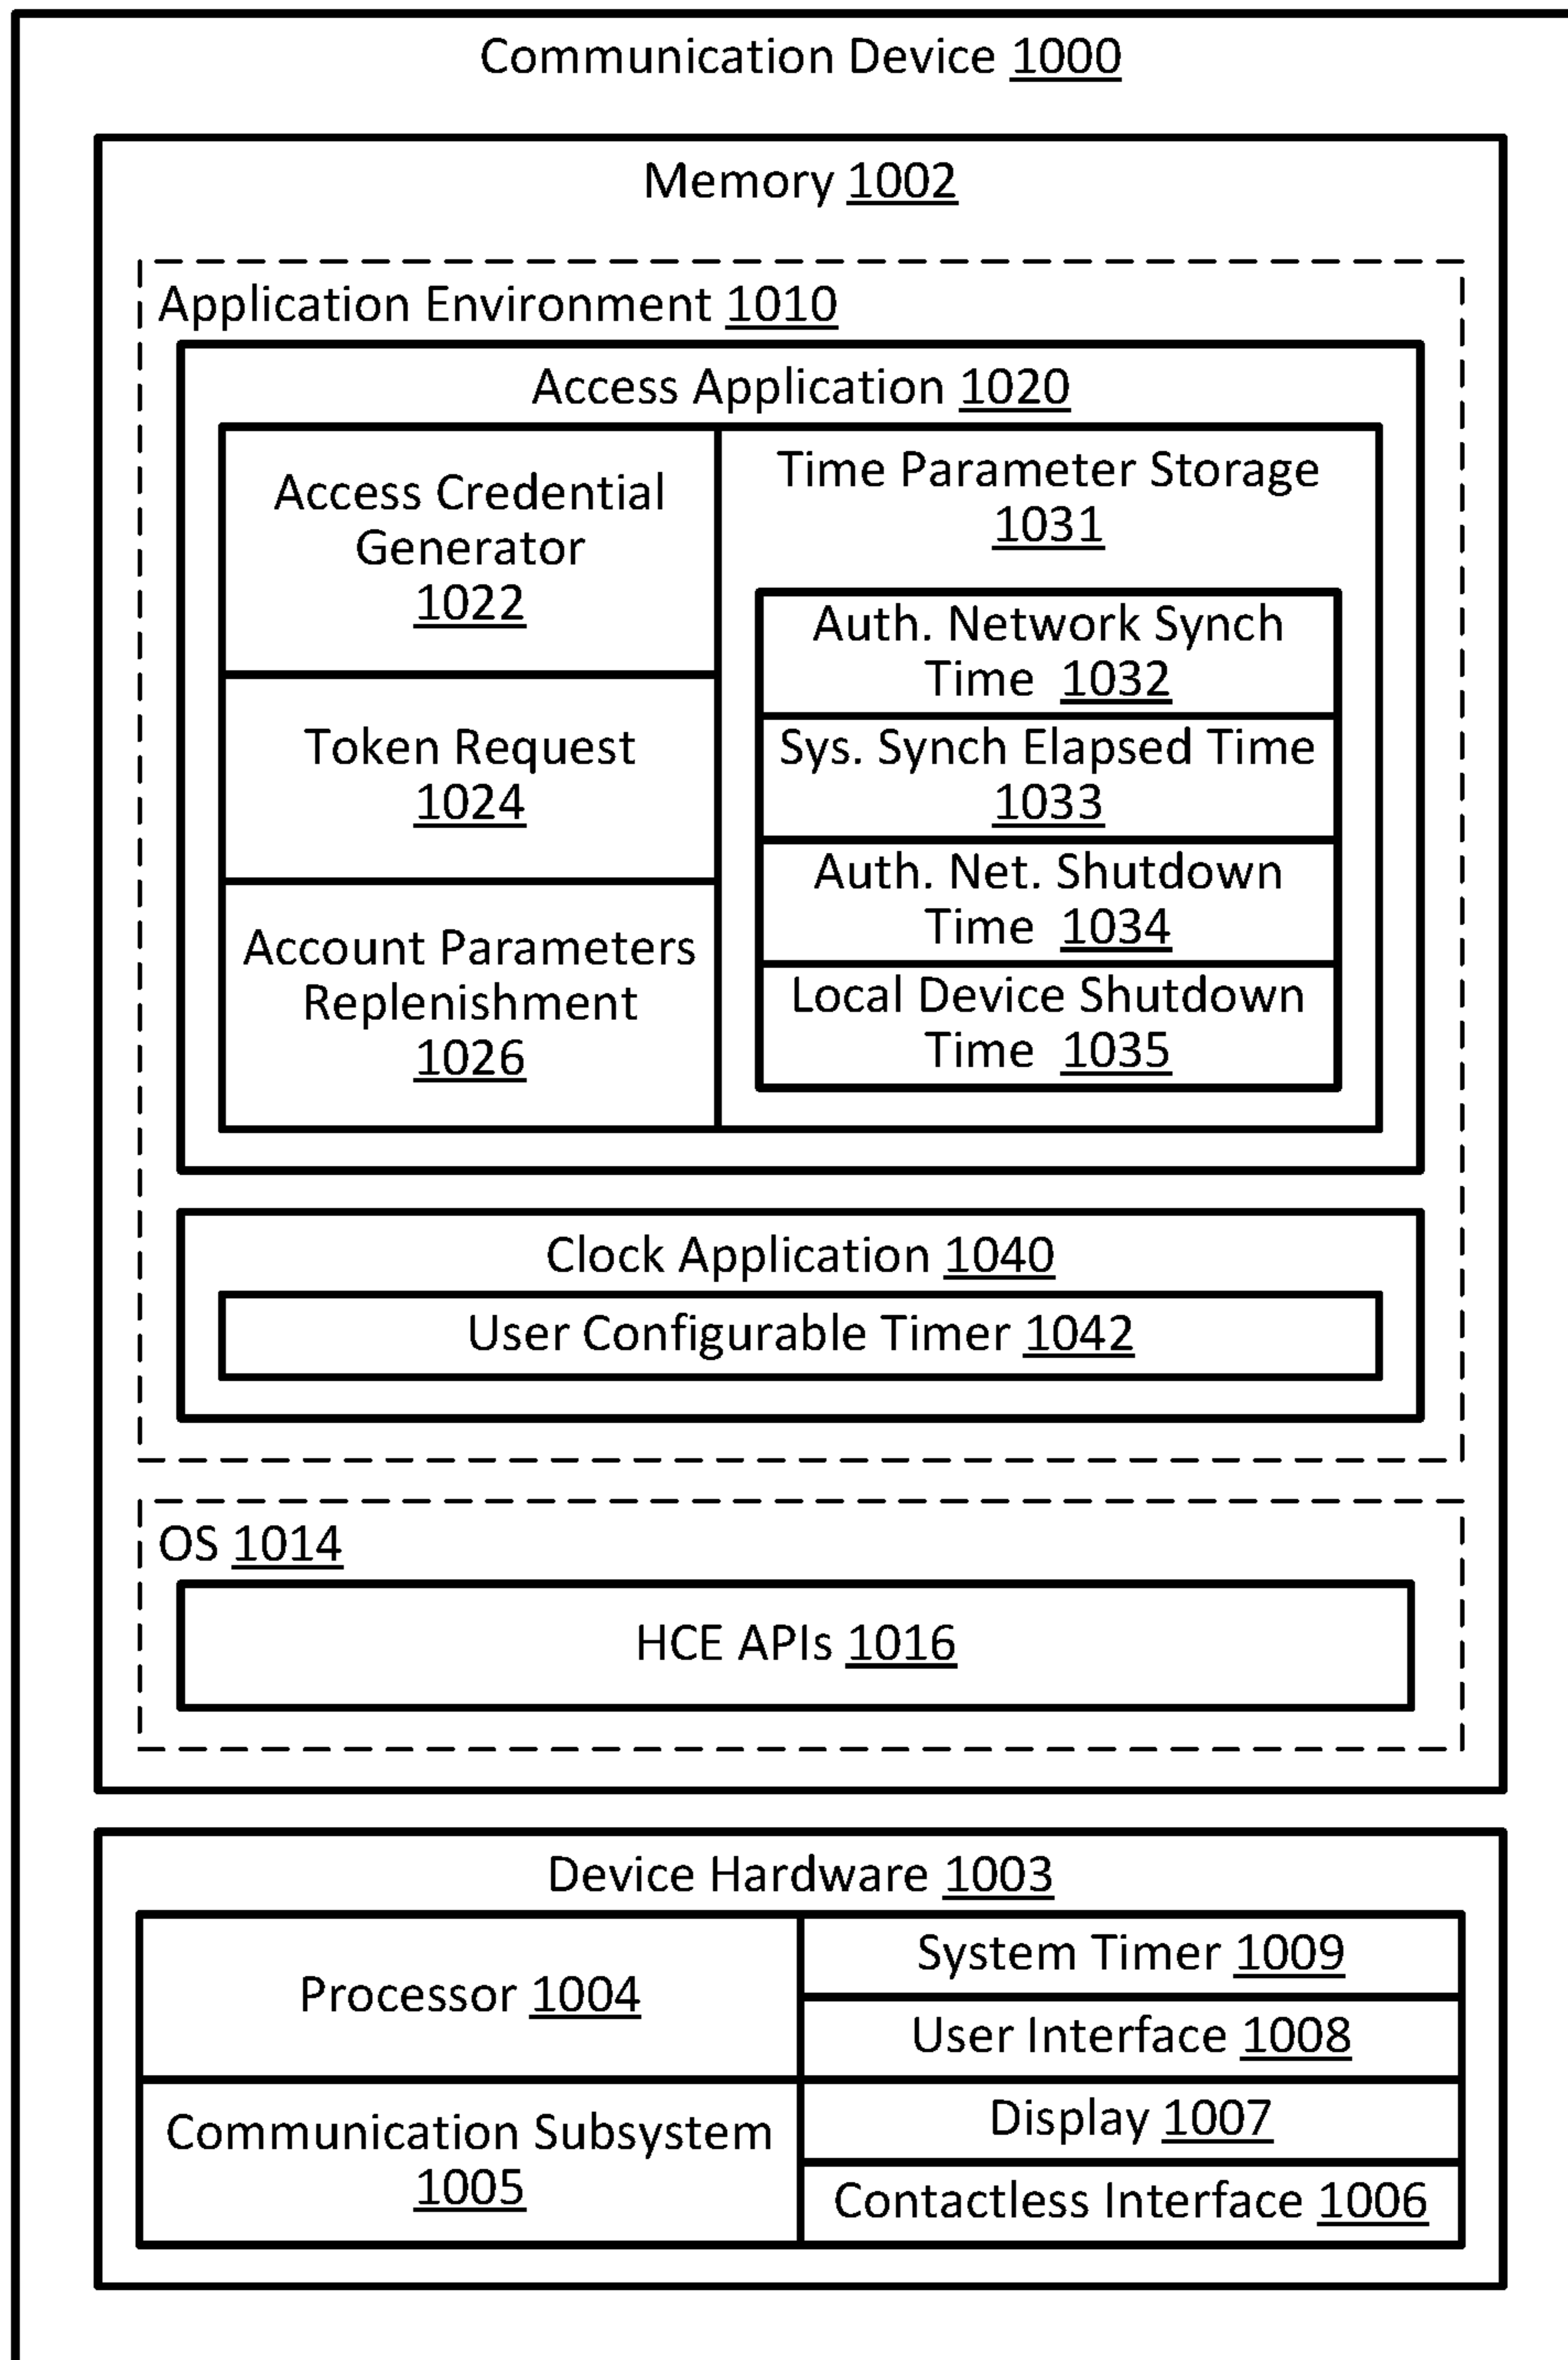 Communication Device 1000
Memory 1002
Application Environment 1010
Access Application 1020
Access Credential
Generator
1022
Token Request
1024
Account Parameters
Replenishment
1026
Time Parameter Storage
1031
Auth. Network Synch
Time 1032
Sys. Synch Elapsed Time
1033
Auth. Net. Shutdown
Time 1034
Local Device Shutdown
Time 1035
Clock Application 1040
User Configurable Timer 1042
OS 1014
HCE APIs 1016
Device Hardware 1003
Processor 1004
Communication Subsystem
1005
System Timer 1009
User Interface 1008
Display 1007
Contactless Interface 1006